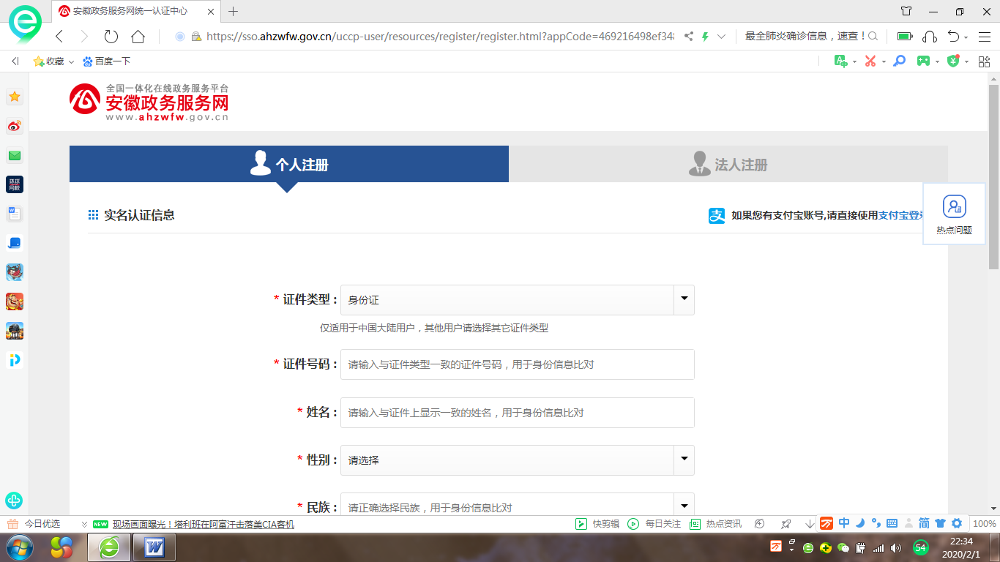 安徽政务服务网统一认证中心
https://sso.ahzwfw.gov.cn/uccp-user/resources/register/register.html?appCode=469216498ef348
最全肺炎确诊信息，速查！
收藏
百度一下
全国一体化在线政务服务平台
安徽政务服务网
www.ahzwfw.gov.cn
个人注册
法人注册
实名认证信息
支 如果您有支付宝账号,请直接使用支付宝登录
热点问题
* 证件类型： 身份证
仅适用于中国大陆用户，其他用户请选择其它证件类型
* 证件号码： 请输入与证件类型一致的证件号码，用于身份信息比对
* 姓名： 请输入与证件上显示一致的姓名，用于身份信息比对
* 性别： 请选择
* 民族： 请正确选择民族，用于身份信息比对
环球
网校
今日优选
NEW 现场画面曝光！塔利班在阿富汗击落美CIA客机
快剪辑
每日关注
热点资讯
中
简
100%
54
22:34
2020/2/1